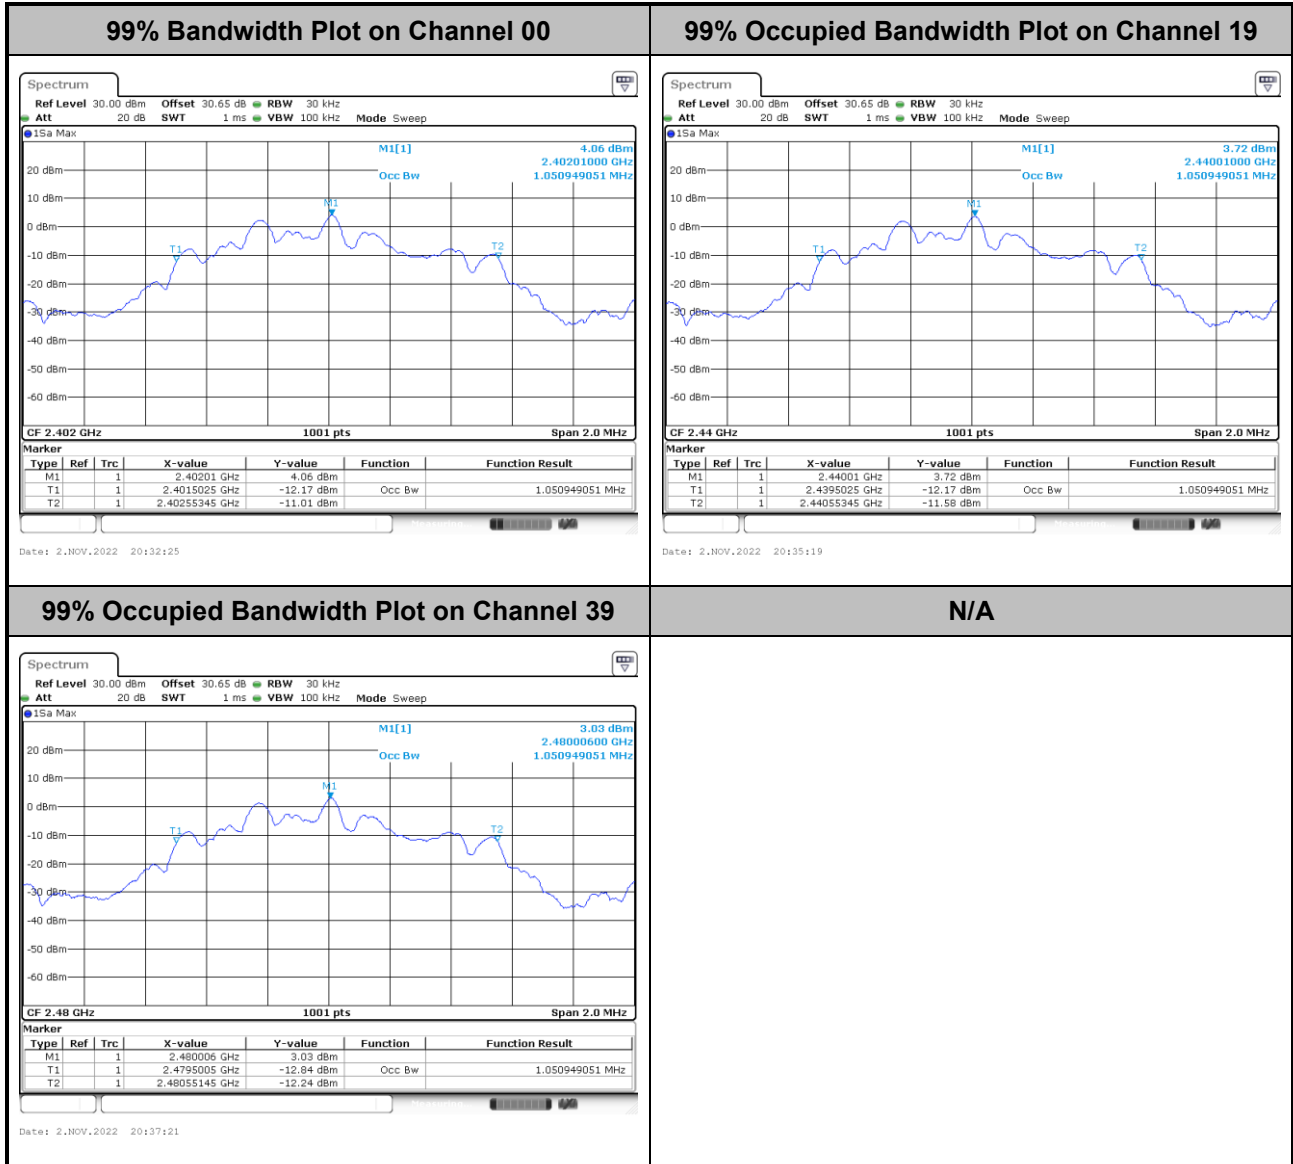 99% Bandwidth Plot on Channel 00
Spectrum
Ref Level 30.00 dBm Offset 30.65 dB RBW 30 kHz
Att 20 dB SWT 1 ms VBW 100 kHz Mode Sweep
1Sa Max
M1[1] 4.06 dBm
2.40201000 GHz
Occ Bw 1.050949051 MHz
20 dBm
10 dBm
M1
0 dBm
T1
T2
-10 dBm
-20 dBm
-30 dBm
-40 dBm
-50 dBm
-60 dBm
CF 2.402 GHz 1001 pts Span 2.0 MHz
Marker
Type Ref Trc X-value Y-value Function Function Result
M1 1 2.40201 GHz 4.06 dBm
T1 1 2.4015025 GHz -12.17 dBm Occ Bw 1.050949051 MHz
T2 1 2.40255345 GHz -11.01 dBm
Date: 2.NOV.2022 20:32:25
99% Occupied Bandwidth Plot on Channel 19
Spectrum
Ref Level 30.00 dBm Offset 30.65 dB RBW 30 kHz
Att 20 dB SWT 1 ms VBW 100 kHz Mode Sweep
1Sa Max
M1[1] 3.72 dBm
2.44001000 GHz
Occ Bw 1.050949051 MHz
20 dBm
10 dBm
M1
0 dBm
T1
T2
-10 dBm
-20 dBm
-30 dBm
-40 dBm
-50 dBm
-60 dBm
CF 2.44 GHz 1001 pts Span 2.0 MHz
Marker
Type Ref Trc X-value Y-value Function Function Result
M1 1 2.44001 GHz 3.72 dBm
T1 1 2.4395025 GHz -12.17 dBm Occ Bw 1.050949051 MHz
T2 1 2.44055345 GHz -11.58 dBm
Date: 2.NOV.2022 20:35:19
99% Occupied Bandwidth Plot on Channel 39
Spectrum
Ref Level 30.00 dBm Offset 30.65 dB RBW 30 kHz
Att 20 dB SWT 1 ms VBW 100 kHz Mode Sweep
1Sa Max
M1[1] 3.03 dBm
2.48000600 GHz
Occ Bw 1.050949051 MHz
20 dBm
10 dBm
M1
0 dBm
T1
T2
-10 dBm
-20 dBm
-30 dBm
-40 dBm
-50 dBm
-60 dBm
CF 2.48 GHz 1001 pts Span 2.0 MHz
Marker
Type Ref Trc X-value Y-value Function Function Result
M1 1 2.480006 GHz 3.03 dBm
T1 1 2.4795005 GHz -12.84 dBm Occ Bw 1.050949051 MHz
T2 1 2.48055145 GHz -12.24 dBm
Date: 2.NOV.2022 20:37:21
N/A